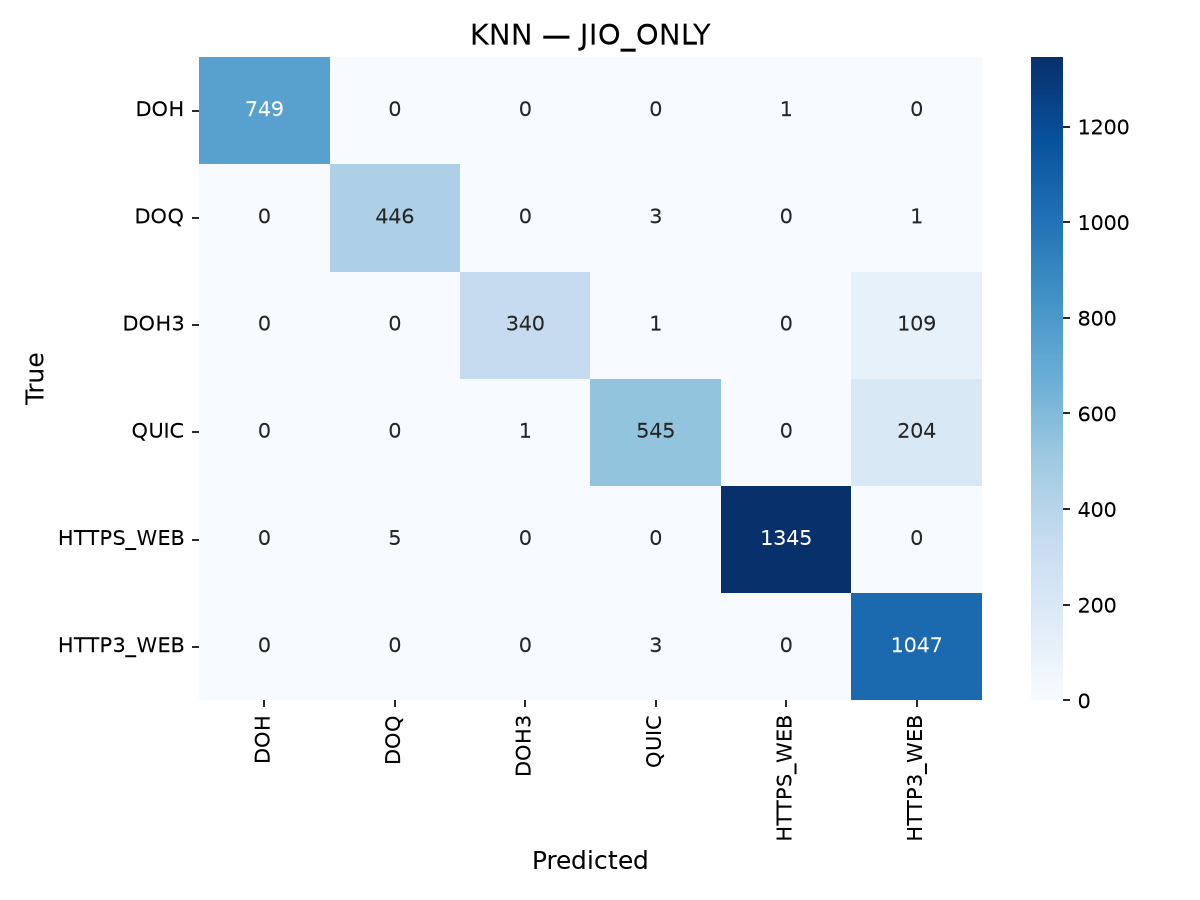 KNN — JIO_ONLY
DOH 749 0 0 0 1 0
DOQ 0 446 0 3 0 1
DOH3 0 0 340 1 0 109
QUIC 0 0 1 545 0 204
HTTPS_WEB 0 5 0 0 1345 0
HTTP3_WEB 0 0 0 3 0 1047
True
DOH DOQ DOH3 QUIC HTTPS_WEB HTTP3_WEB
Predicted
1200
1000
800
600
400
200
0